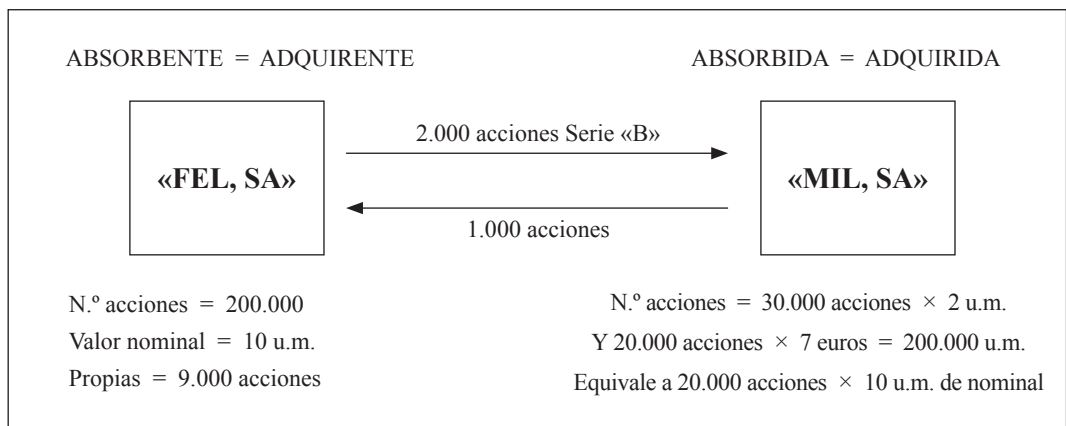 ABSORBENTE = ADQUIRENTE
ABSORBIDA = ADQUIRIDA
«FEL, SA»
2.000 acciones Serie «B»
1.000 acciones
«MIL, SA»
N.º acciones = 200.000
Valor nominal = 10 u.m.
Propias = 9.000 acciones
N.º acciones = 30.000 acciones × 2 u.m.
Y 20.000 acciones × 7 euros = 200.000 u.m.
Equivale a 20.000 acciones × 10 u.m. de nominal